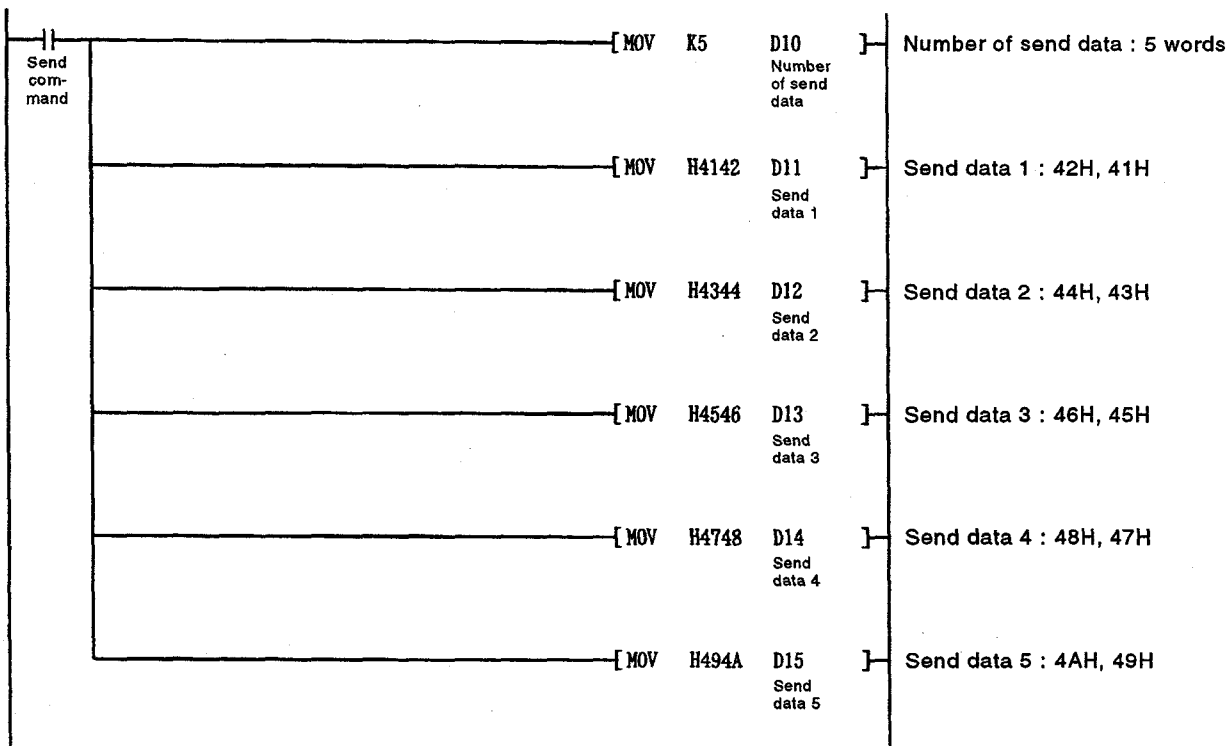 [ MOV K5 D10 ] Number of send data : 5 words
Send
com-
mand
Number
of send
data
[ MOV H4142 D11 ] Send data 1 : 42H, 41H
Send
data 1
[ MOV H4344 D12 ] Send data 2 : 44H, 43H
Send
data 2
[ MOV H4546 D13 ] Send data 3 : 46H, 45H
Send
data 3
[ MOV H4748 D14 ] Send data 4 : 48H, 47H
Send
data 4
[ MOV H494A D15 ] Send data 5 : 4AH, 49H
Send
data 5